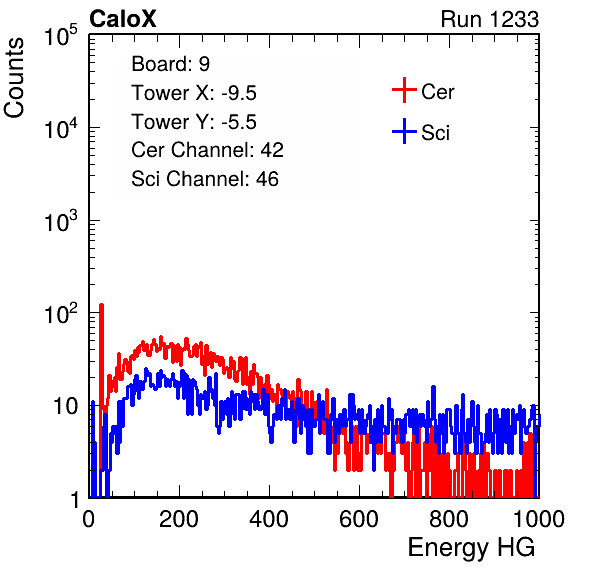 CaloX Run 1233
Counts
Board: 9
Tower X: -9.5
Tower Y: -5.5
Cer Channel: 42
Sci Channel: 46
Cer
Sci
10^5
10^4
10^3
10^2
10
1
0 200 400 600 800 1000
Energy HG